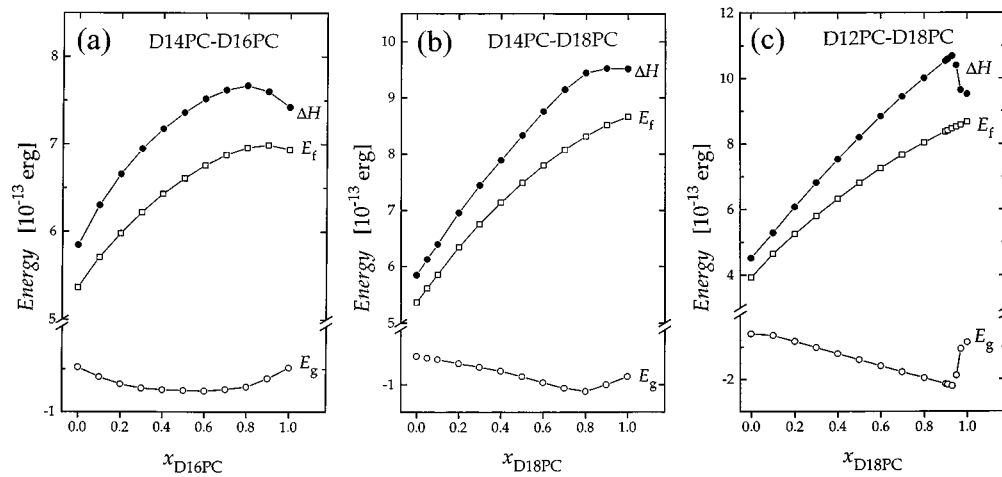 (a) D14PC-D16PC
8
7
6
5
-1
Energy [10⁻¹³ erg]
ΔH
E_f
E_g
0.0 0.2 0.4 0.6 0.8 1.0
x_D16PC
(b) D14PC-D18PC
10
9
8
7
6
5
-1
Energy [10⁻¹³ erg]
ΔH
E_f
E_g
0.0 0.2 0.4 0.6 0.8 1.0
x_D18PC
(c) D12PC-D18PC
12
10
8
6
4
-2
Energy [10⁻¹³ erg]
ΔH
E_f
E_g
0.0 0.2 0.4 0.6 0.8 1.0
x_D18PC